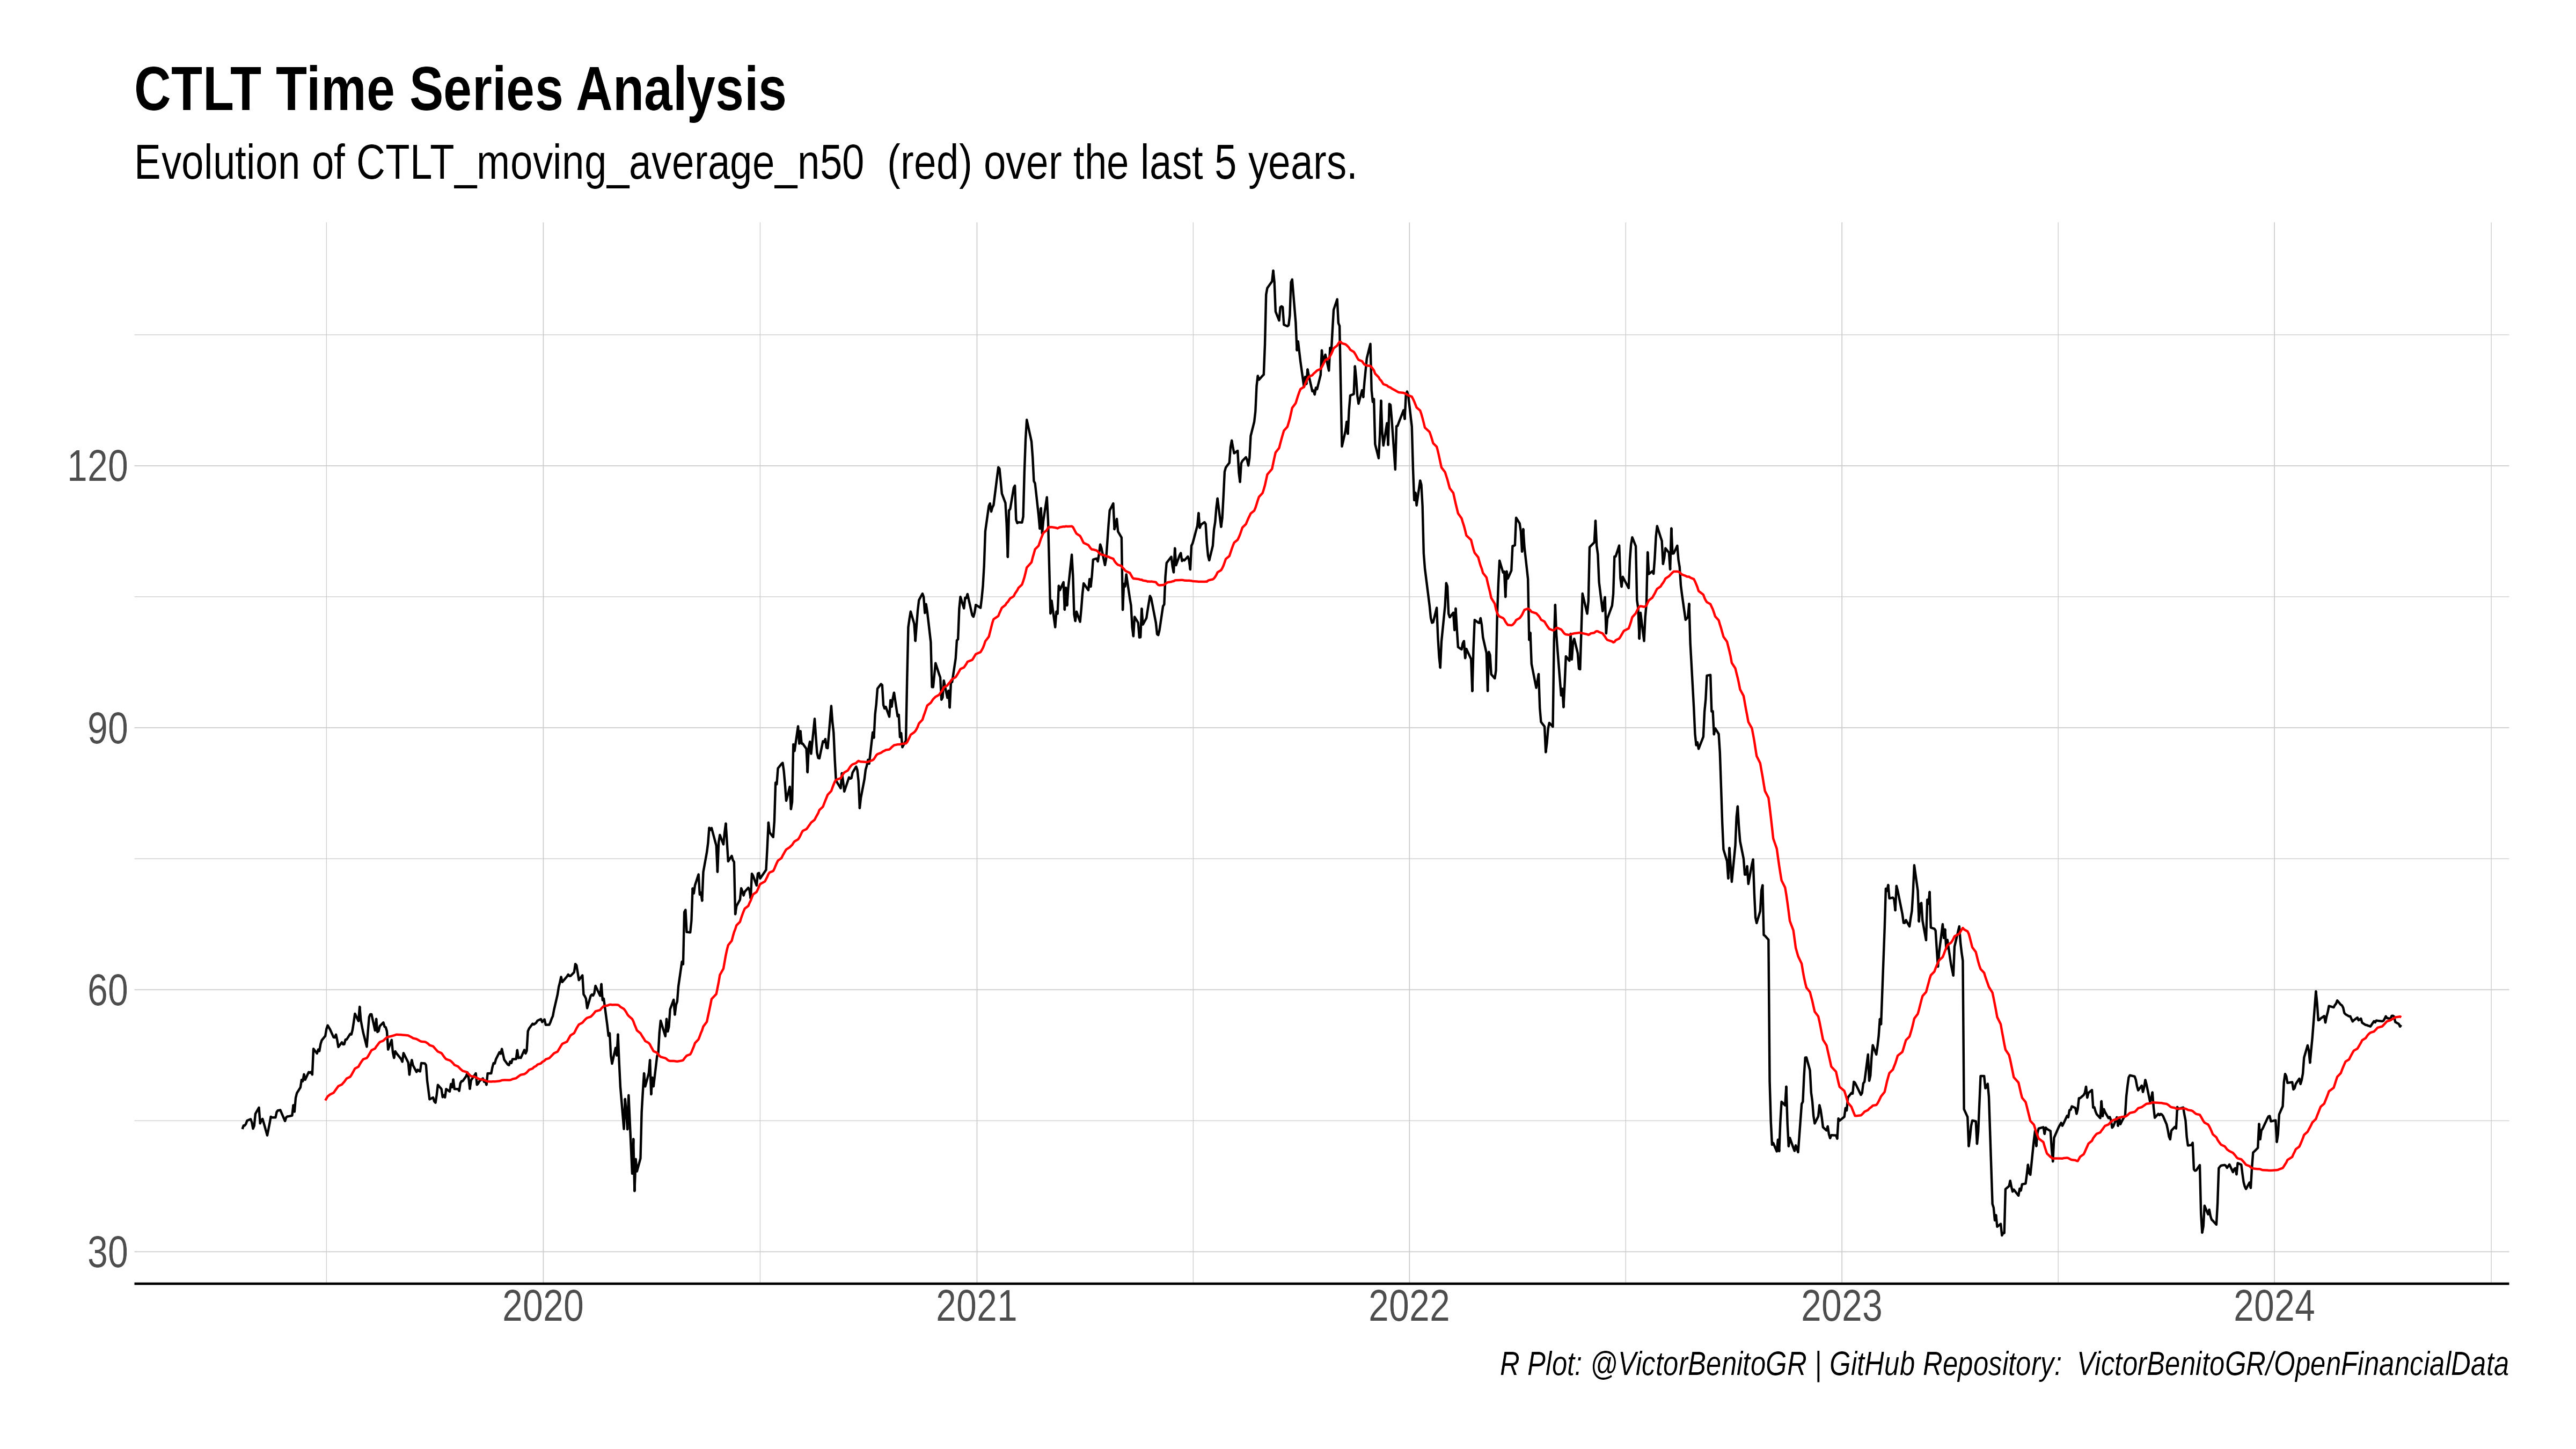 CTLT Time Series Analysis
Evolution of CTLT_moving_average_n50  (red) over the last 5 years.
120
90
60
30
2020 2021 2022 2023 2024
R Plot: @VictorBenitoGR | GitHub Repository:  VictorBenitoGR/OpenFinancialData